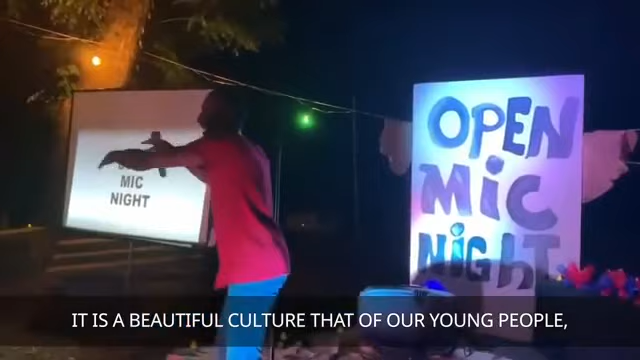 MIC
NIGHT
OPEN
MiC
NiGhT
IT IS A BEAUTIFUL CULTURE THAT OF OUR YOUNG PEOPLE,